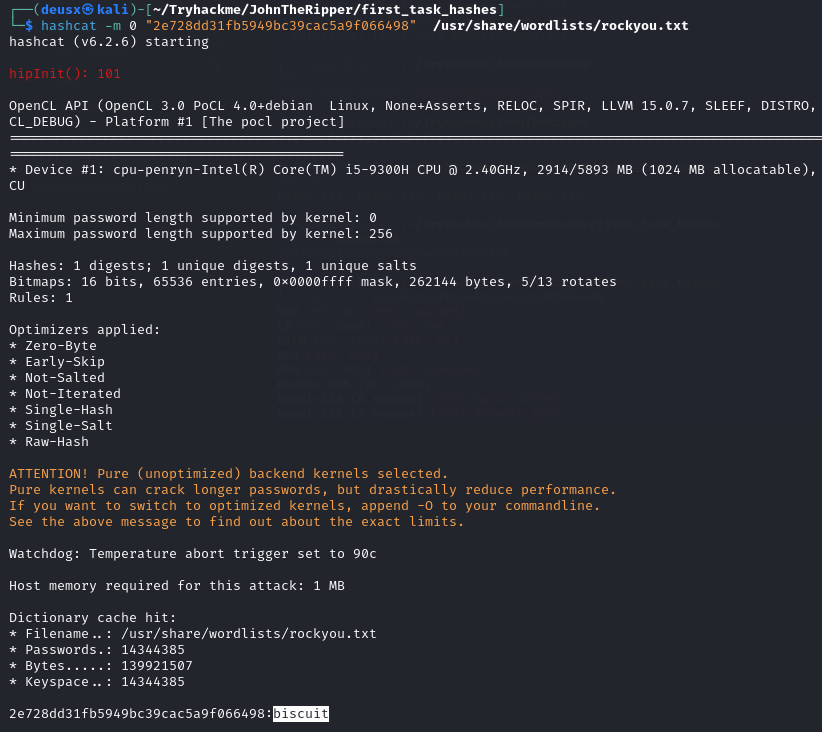 ┌──(deusx㉿kali)-[~/Tryhackme/JohnTheRipper/first_task_hashes]
└─$ hashcat -m 0 "2e728dd31fb5949bc39cac5a9f066498"  /usr/share/wordlists/rockyou.txt
hashcat (v6.2.6) starting
hipInit(): 101
OpenCL API (OpenCL 3.0 PoCL 4.0+debian  Linux, None+Asserts, RELOC, SPIR, LLVM 15.0.7, SLEEF, DISTRO,
CL_DEBUG) - Platform #1 [The pocl project]
* Device #1: cpu-penryn-Intel(R) Core(TM) i5-9300H CPU @ 2.40GHz, 2914/5893 MB (1024 MB allocatable),
CU
Minimum password length supported by kernel: 0
Maximum password length supported by kernel: 256
Hashes: 1 digests; 1 unique digests, 1 unique salts
Bitmaps: 16 bits, 65536 entries, 0x0000ffff mask, 262144 bytes, 5/13 rotates
Rules: 1
Optimizers applied:
* Zero-Byte
* Early-Skip
* Not-Salted
* Not-Iterated
* Single-Hash
* Single-Salt
* Raw-Hash
ATTENTION! Pure (unoptimized) backend kernels selected.
Pure kernels can crack longer passwords, but drastically reduce performance.
If you want to switch to optimized kernels, append -O to your commandline.
See the above message to find out about the exact limits.
Watchdog: Temperature abort trigger set to 90c
Host memory required for this attack: 1 MB
Dictionary cache hit:
* Filename..: /usr/share/wordlists/rockyou.txt
* Passwords.: 14344385
* Bytes.....: 139921507
* Keyspace..: 14344385
2e728dd31fb5949bc39cac5a9f066498:biscuit